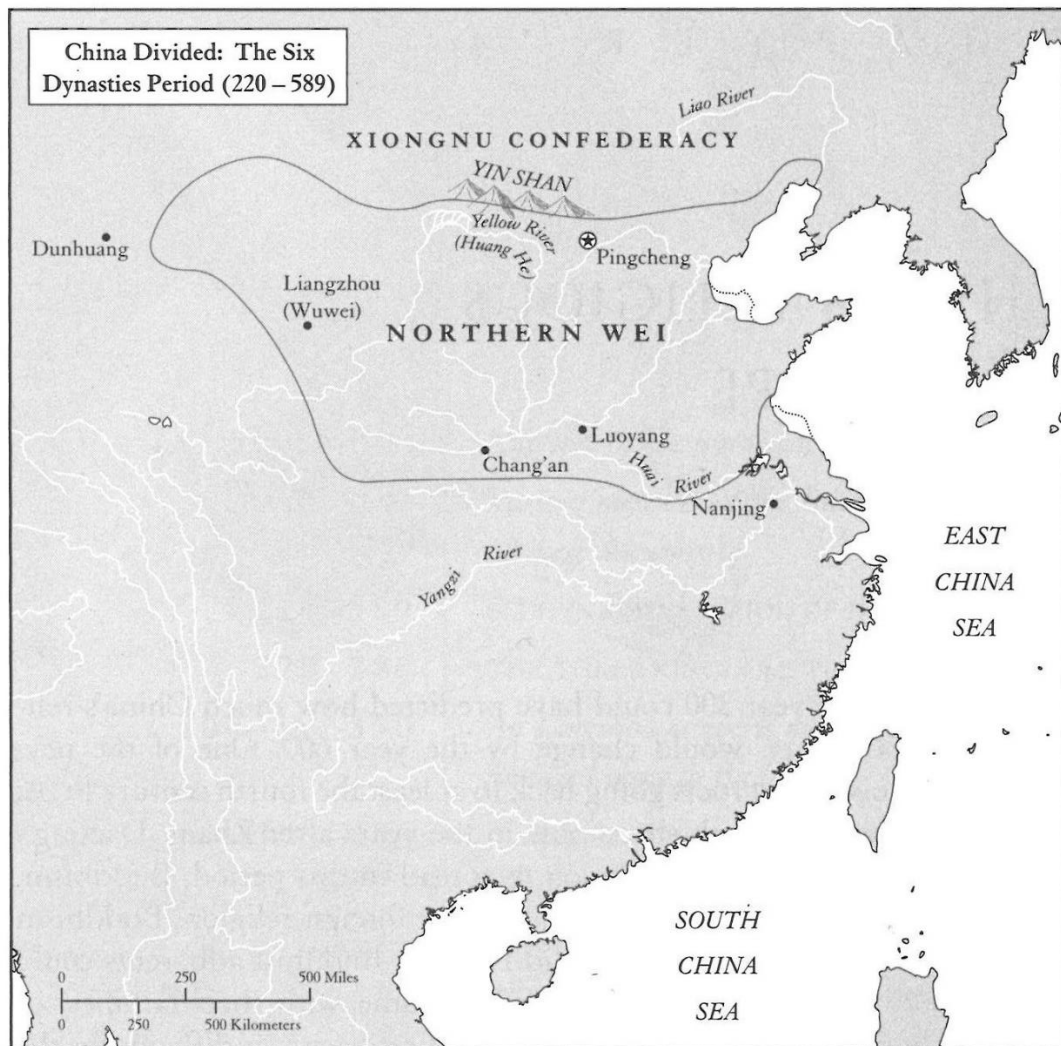 China Divided: The Six
Dynasties Period (220 – 589)
Liao River
XIONGNU CONFEDERACY
YIN SHAN
Yellow River
(Huang He)
Dunhuang
Pingcheng
Liangzhou
(Wuwei)
NORTHERN WEI
Luoyang
Chang'an
Huai River
Nanjing
Yangzi River
EAST
CHINA
SEA
SOUTH
CHINA
SEA
0 250 500 Miles
0 250 500 Kilometers